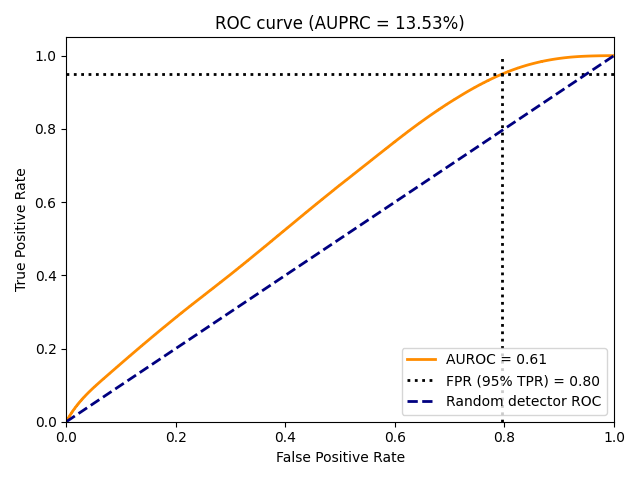 ROC curve (AUPRC = 13.53%)
1.0
0.8
0.6
0.4
0.2
0.0
True Positive Rate
AUROC = 0.61
FPR (95% TPR) = 0.80
Random detector ROC
0.0 0.2 0.4 0.6 0.8 1.0
False Positive Rate